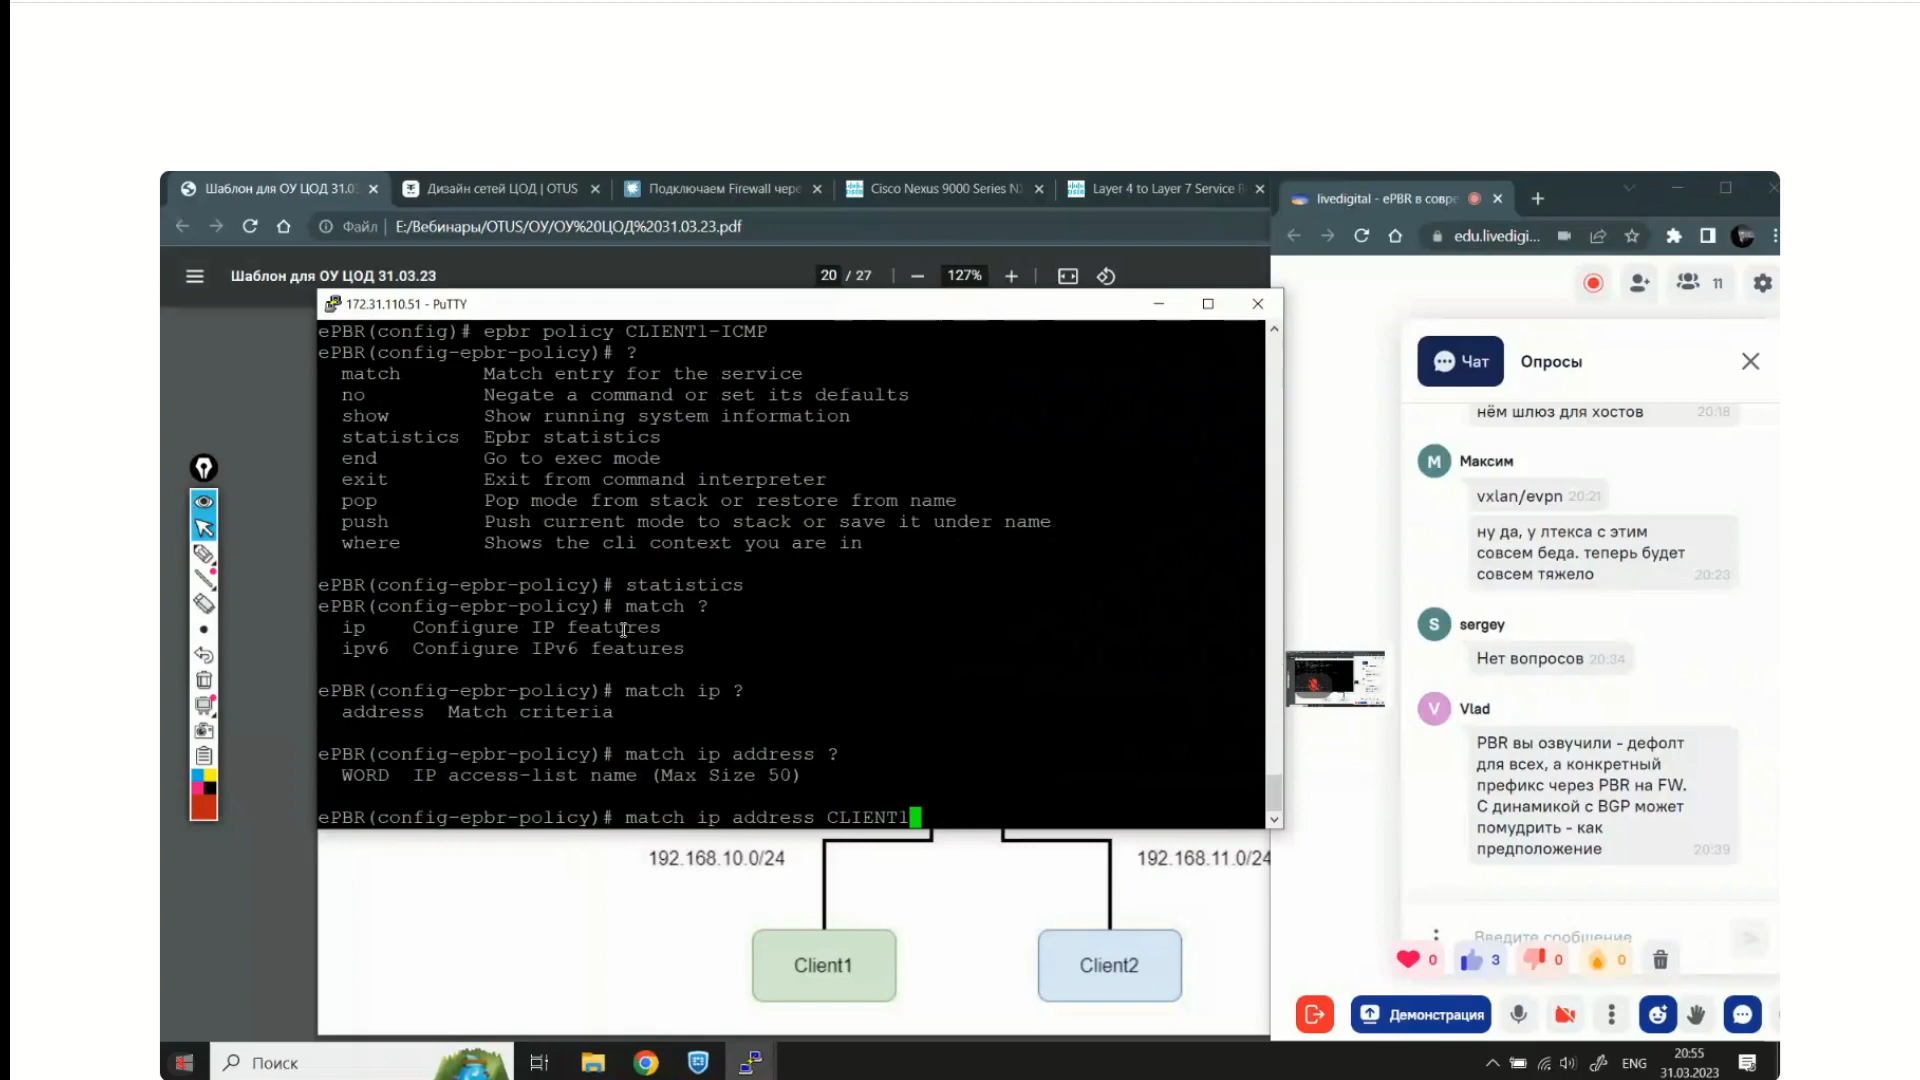 Шаблон для ОУ ЦОД 31.0
Дизайн сетей ЦОД | OTUS
Подключаем Firewall чере
Cisco Nexus 9000 Series N
Layer 4 to Layer 7 Service
Файл
E:/Вебинары/OTUS/ОУ/ОУ%20ЦОД%2031.03.23.pdf
Шаблон для ОУ ЦОД 31.03.23
20 / 27
127%
172.31.110.51 - PuTTY
ePBR(config)# epbr policy CLIENT1-ICMP
ePBR(config-epbr-policy)# ?
match Match entry for the service
no Negate a command or set its defaults
show Show running system information
statistics Epbr statistics
end Go to exec mode
exit Exit from command interpreter
pop Pop mode from stack or restore from name
push Push current mode to stack or save it under name
where Shows the cli context you are in
ePBR(config-epbr-policy)# statistics
ePBR(config-epbr-policy)# match ?
ip Configure IP features
ipv6 Configure IPv6 features
ePBR(config-epbr-policy)# match ip ?
address Match criteria
ePBR(config-epbr-policy)# match ip address ?
WORD IP access-list name (Max Size 50)
ePBR(config-epbr-policy)# match ip address CLIENT1
192.168.10.0/24
192.168.11.0/24
Client1
Client2
livedigital - ePBR в совре
edu.livedigi...
11
Чат
Опросы
нём шлюз для хостов
20:18
M
Максим
vxlan/evpn 20:21
ну да, у лтекса с этим
совсем беда. теперь будет
совсем тяжело
20:23
S
sergey
Нет вопросов 20:34
V
Vlad
PBR вы озвучили - дефолт
для всех, а конкретный
префикс через PBR на FW.
С динамикой с BGP может
помудрить - как
предположение
20:39
Введите сообщение
0
3
0
0
Демонстрация
Поиск
ENG
20:55
31.03.2023